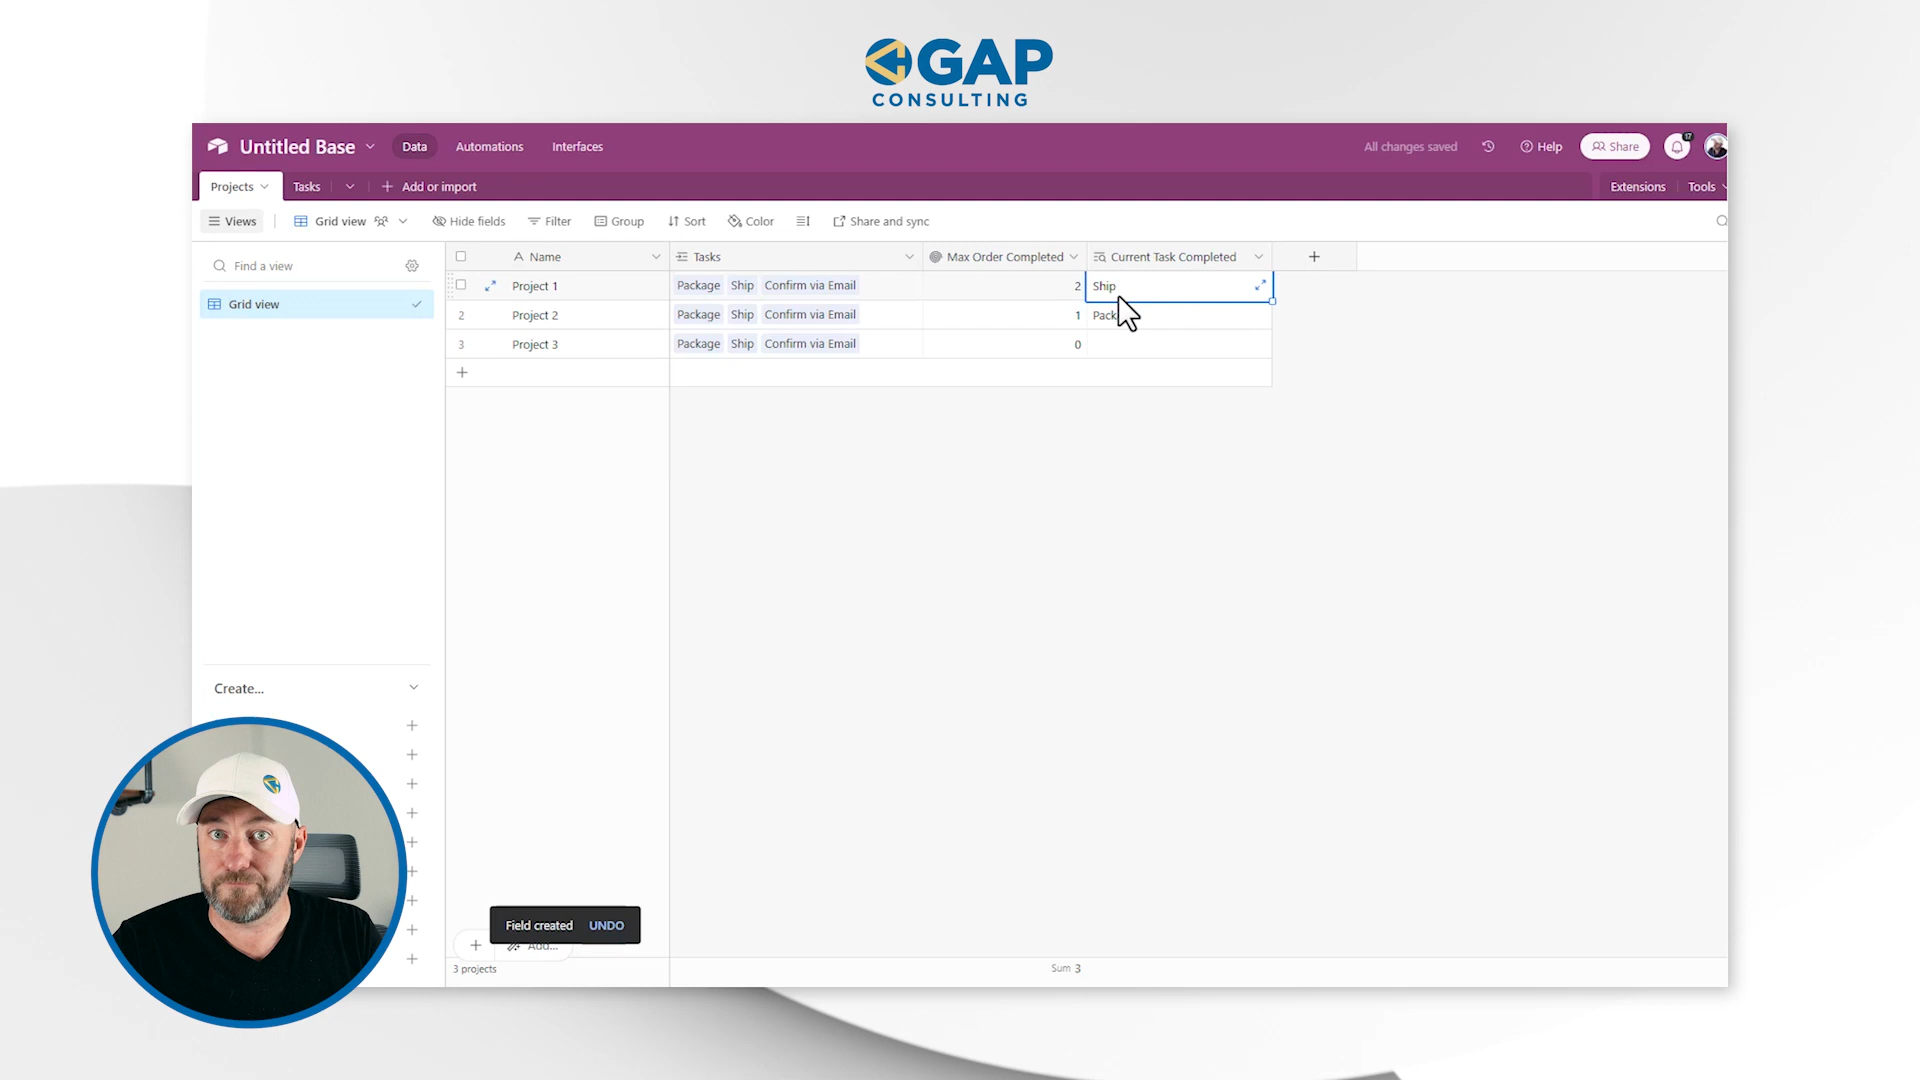 GAP
CONSULTING
Untitled Base Data Automations Interfaces All changes saved Help Share 17
Projects Tasks Add or import Extensions Tools
Views Grid view Hide fields Filter Group Sort Color Share and sync
Find a view
Grid view
Name Tasks Max Order Completed Current Task Completed
Project 1 Package Ship Confirm via Email 2 Ship
2 Project 2 Package Ship Confirm via Email 1 Pack
3 Project 3 Package Ship Confirm via Email 0
Create...
Field created UNDO
Add...
3 projects Sum 3